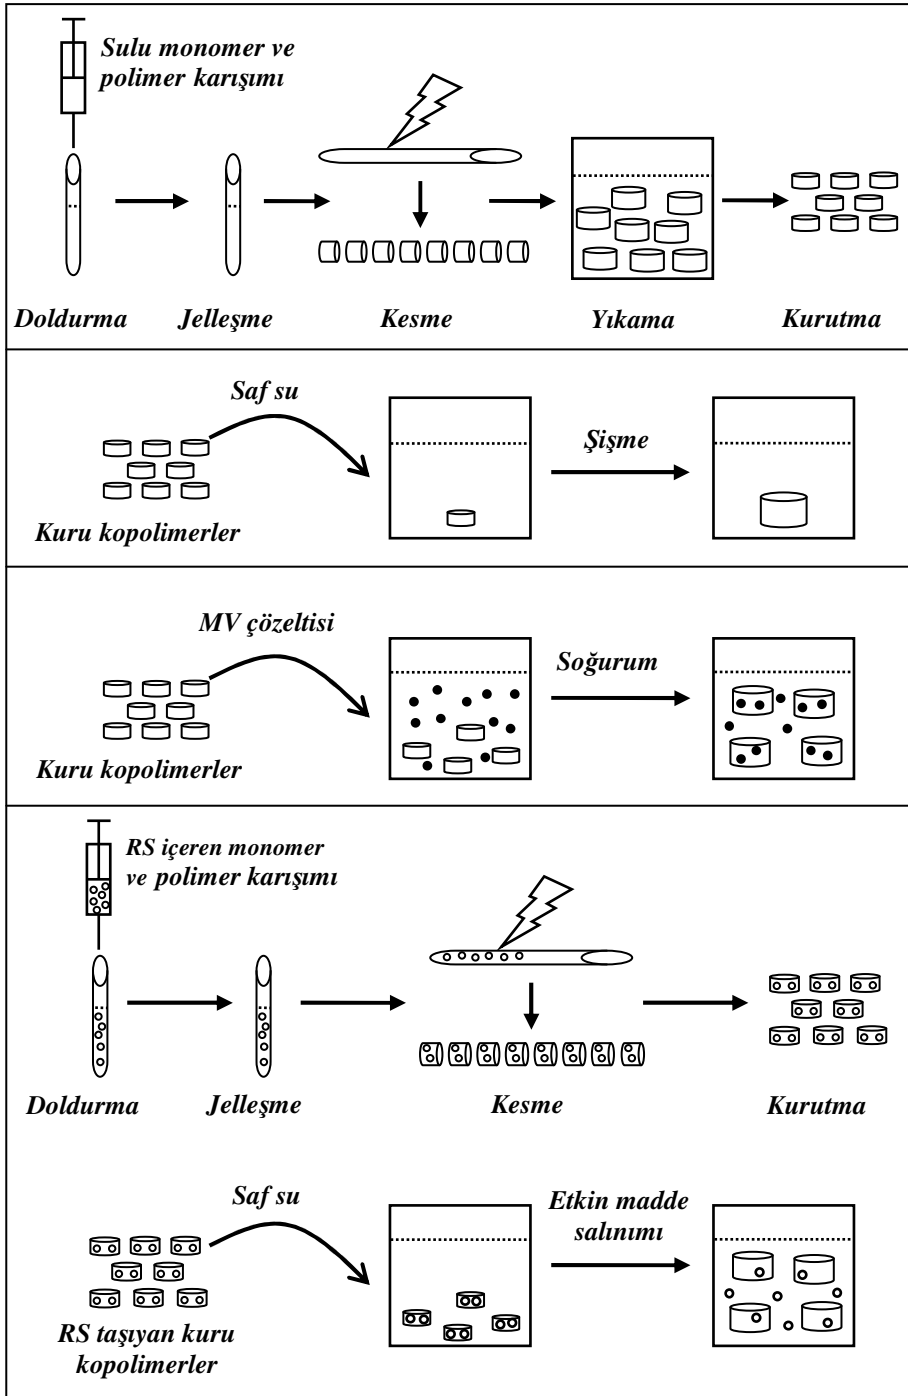 Sulu monomer ve
polimer karışımı
Doldurma
Jelleşme
Kesme
Yıkama
Kurutma
Saf su
Şişme
Kuru kopolimerler
MV çözeltisi
Soğurum
Kuru kopolimerler
RS içeren monomer
ve polimer karışımı
Doldurma
Jelleşme
Kesme
Kurutma
Saf su
Etkin madde
salınımı
RS taşıyan kuru
kopolimerler